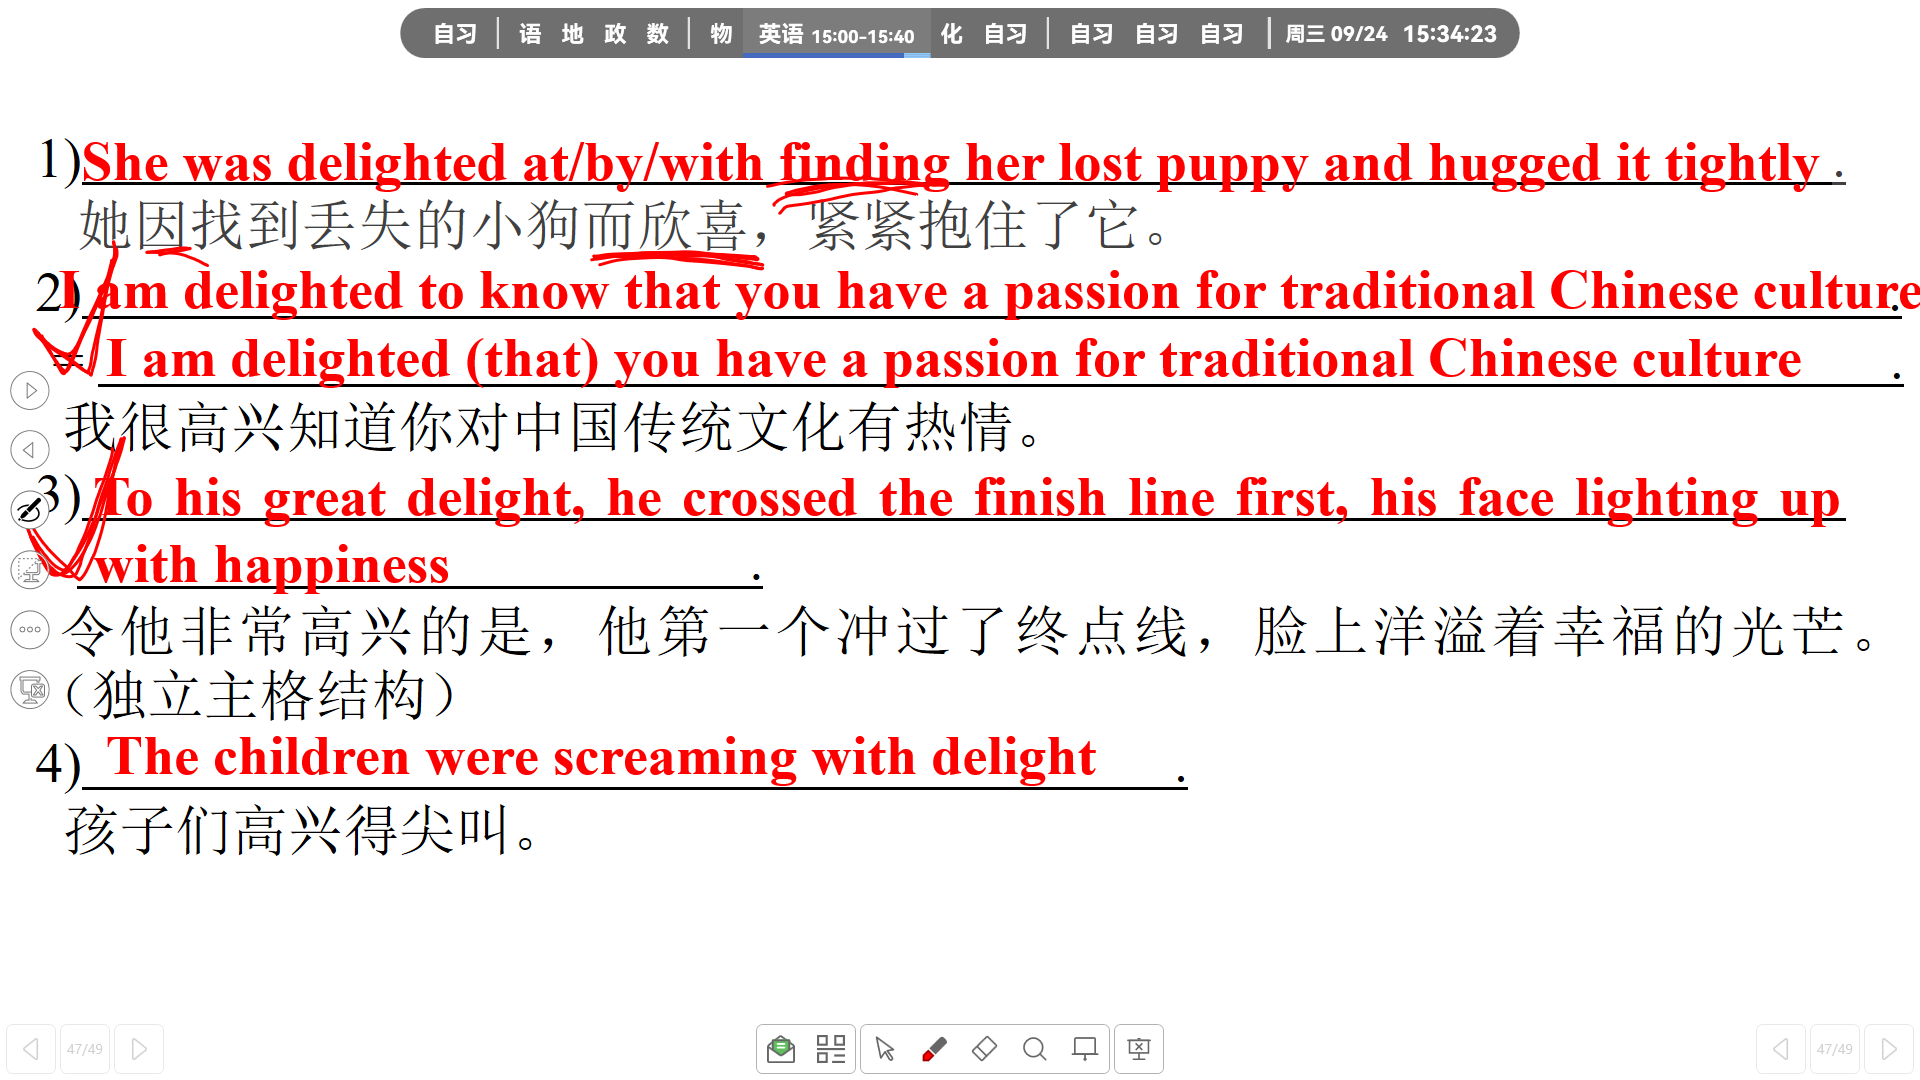 自习 语 地 政 数 物 英语 15:00-15:40 化 自习 自习 自习 自习 周三 09/24 15:34:23
1)She was delighted at/by/with finding her lost puppy and hugged it tightly.
她因找到丢失的小狗而欣喜，紧紧抱住了它。
2)I am delighted to know that you have a passion for traditional Chinese culture.
= I am delighted (that) you have a passion for traditional Chinese culture.
我很高兴知道你对中国传统文化有热情。
3) To his great delight, he crossed the finish line first, his face lighting up
with happiness.
令他非常高兴的是，他第一个冲过了终点线，脸上洋溢着幸福的光芒。
（独立主格结构）
4) The children were screaming with delight.
孩子们高兴得尖叫。
47/49 47/49